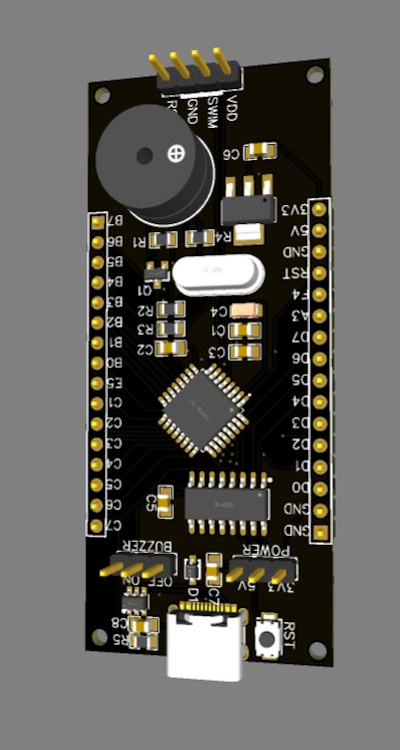 RST
GND
SWIM
VDD
C6
R1
R4
Q1
R2
R3
C2
C4
C1
C3
B7
B6
B5
B4
B3
B2
B1
B0
E5
C1
C2
C3
C4
C5
C6
C7
3V3
5V
GND
RST
F4
A3
D7
D6
D5
D4
D3
D2
D1
D0
GND
GND
C5
BUZZER
ON
OFF
POWER
5V
3V3
D1
C7
C8
R5
RST